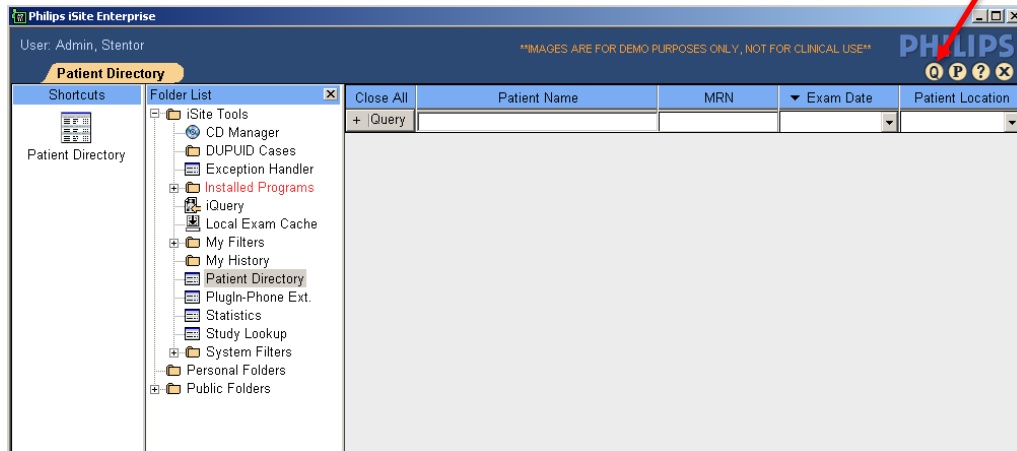 Philips iSite Enterprise
User: Admin, Stentor
**IMAGES ARE FOR DEMO PURPOSES ONLY, NOT FOR CLINICAL USE**
PHILIPS
Patient Directory
Q P ? X
Shortcuts
Patient Directory
Folder List
iSite Tools
CD Manager
DUPUID Cases
Exception Handler
Installed Programs
iQuery
Local Exam Cache
My Filters
My History
Patient Directory
PlugIn-Phone Ext.
Statistics
Study Lookup
System Filters
Personal Folders
Public Folders
Close All Patient Name MRN Exam Date Patient Location
+ |Query